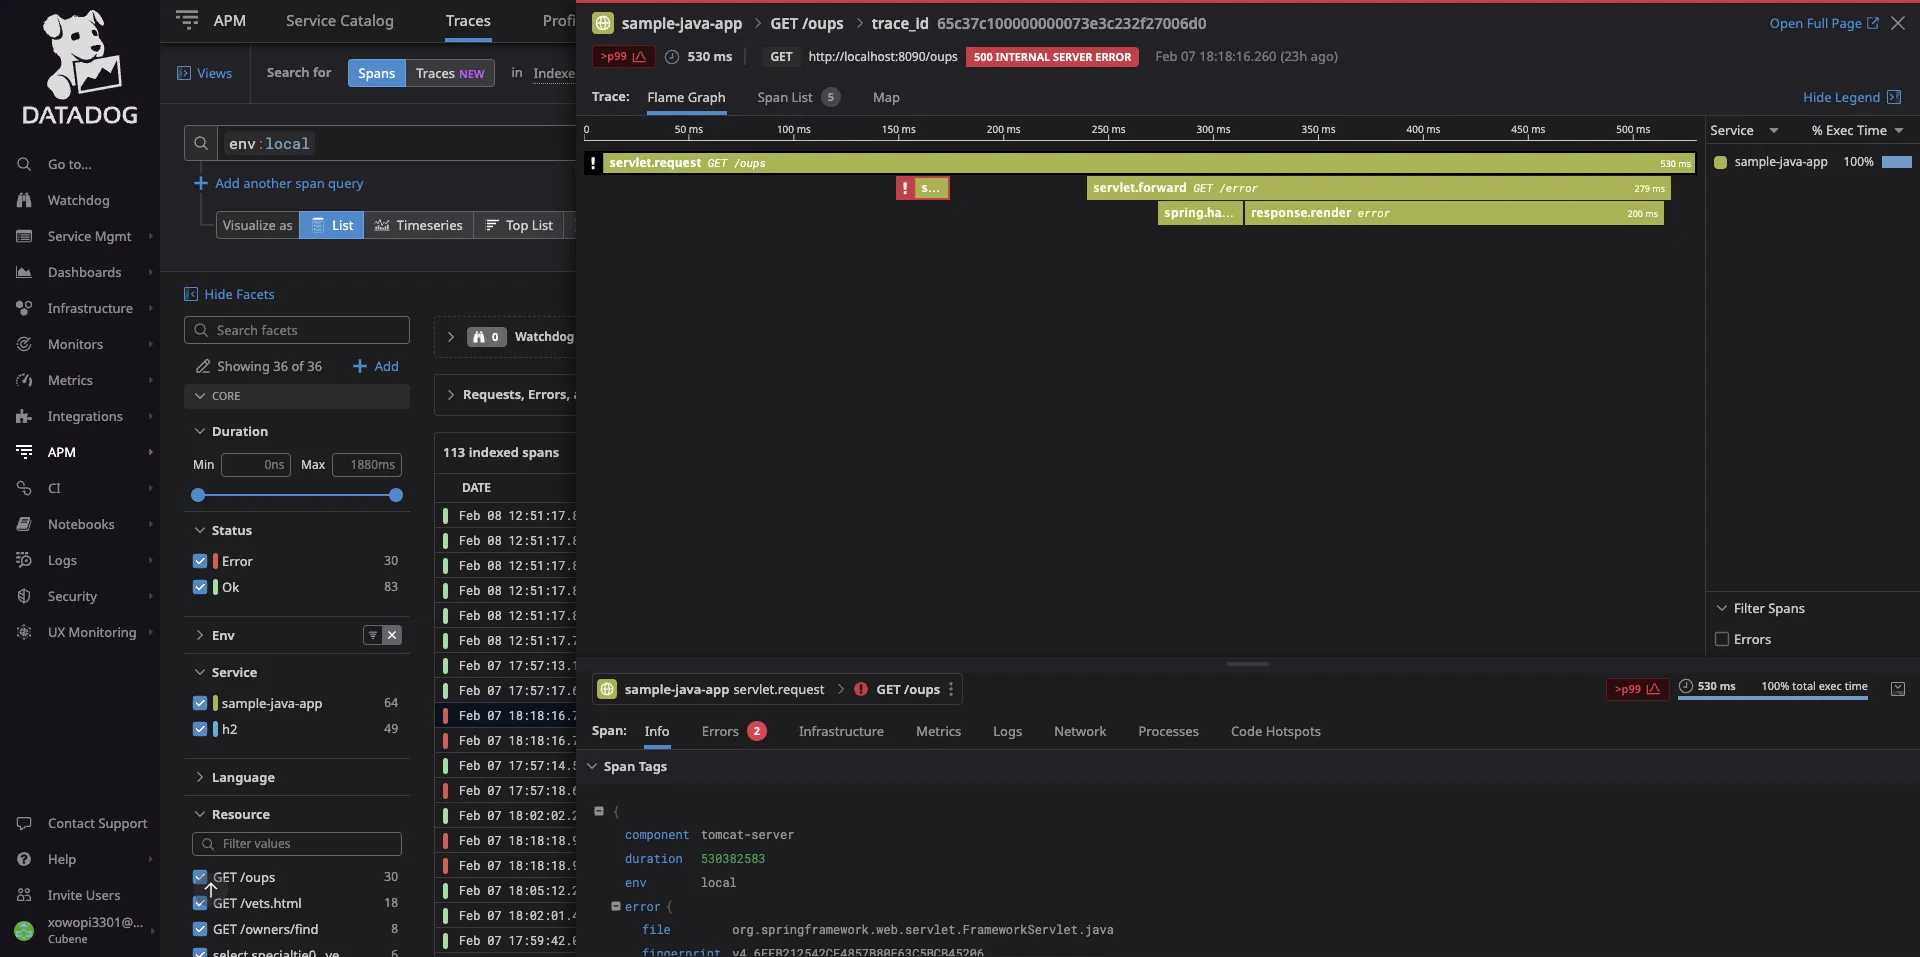 DATADOG
Go to...
Watchdog
Service Mgmt
Dashboards
Infrastructure
Monitors
Metrics
Integrations
APM
CI
Notebooks
Logs
Security
UX Monitoring
Contact Support
Help
Invite Users
xowopi3301@...
Cubene
APM
Service Catalog
Traces
Profi
Views
Search for
Spans
Traces NEW
in
Indexe
env:local
Add another span query
Visualize as
List
Timeseries
Top List
Hide Facets
Search facets
Showing 36 of 36
Add
CORE
Duration
Min 0ns Max 1880ms
Status
Error 30
Ok 83
Env
Service
sample-java-app 64
h2 49
Language
Resource
Filter values
GET /oups 30
GET /vets.html 18
GET /owners/find 8
select specialtie0_.ve 6
0 Watchdog
Requests, Errors,
113 indexed spans
DATE
Feb 08 12:51:17.8
Feb 08 12:51:17.8
Feb 08 12:51:17.8
Feb 08 12:51:17.8
Feb 08 12:51:17.8
Feb 08 12:51:17.7
Feb 07 17:57:13.1
Feb 07 17:57:17.6
Feb 07 18:18:16.7
Feb 07 18:18:16.7
Feb 07 17:57:14.5
Feb 07 17:57:18.6
Feb 07 18:02:02.2
Feb 07 18:18:18.9
Feb 07 18:18:18.9
Feb 07 18:05:12.2
Feb 07 18:02:01.4
Feb 07 17:59:42.0
sample-java-app > GET /oups > trace_id 65c37c100000000073e3c232f27006d0
Open Full Page
>p99 530 ms GET http://localhost:8090/oups 500 INTERNAL SERVER ERROR Feb 07 18:18:16.260 (23h ago)
Trace: Flame Graph Span List 5 Map
Hide Legend
0 50 ms 100 ms 150 ms 200 ms 250 ms 300 ms 350 ms 400 ms 450 ms 500 ms
Service % Exec Time
! servlet.request GET /oups 530 ms
sample-java-app 100%
! s...
servlet.forward GET /error 279 ms
spring.ha...
response.render error 200 ms
Filter Spans
Errors
sample-java-app servlet.request > GET /oups
>p99 530 ms 100% total exec time
Span: Info Errors 2 Infrastructure Metrics Logs Network Processes Code Hotspots
Span Tags
{
component tomcat-server
duration 530382583
env local
error {
file org.springframework.web.servlet.FrameworkServlet.java